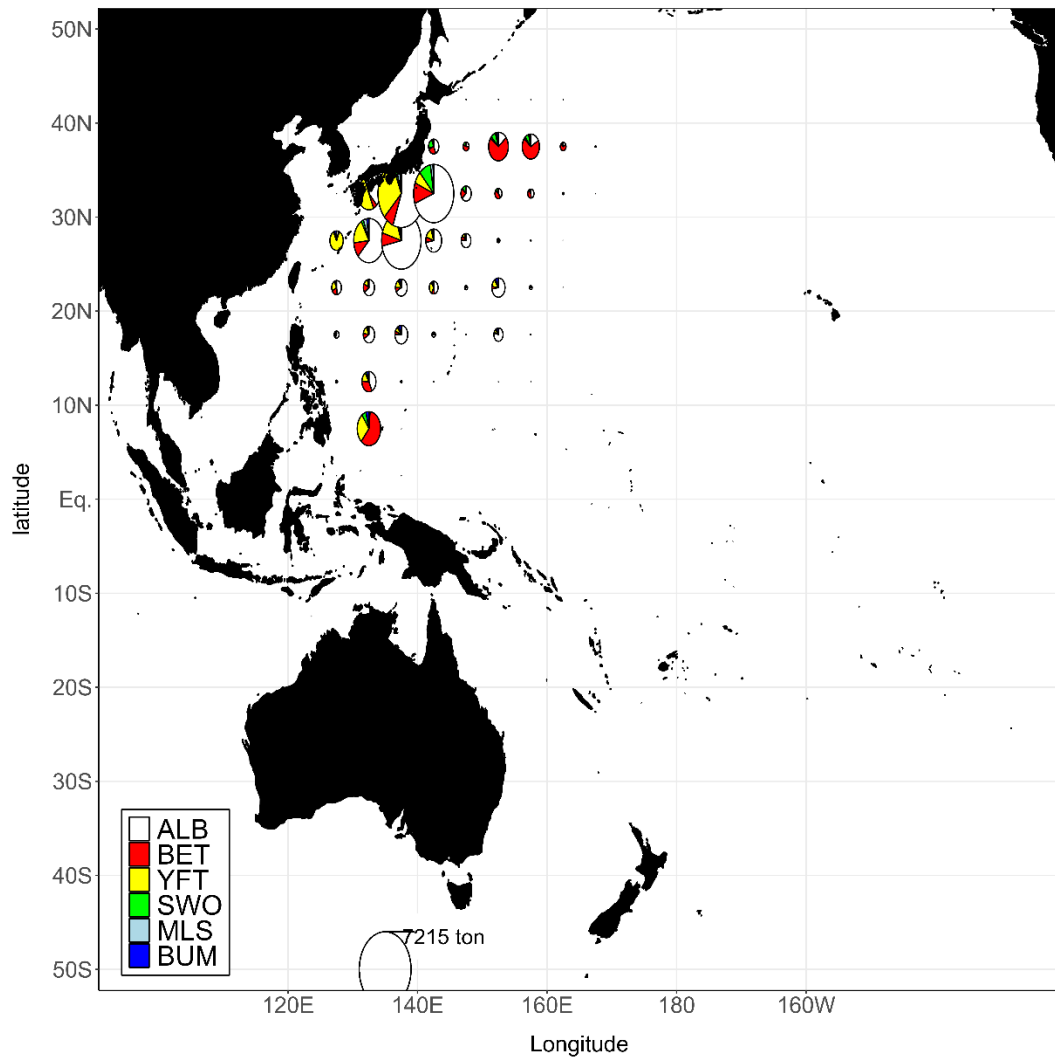 50N
40N
30N
20N
10N
Eq.
10S
20S
30S
40S
50S
latitude
ALB
BET
YFT
SWO
MLS
BUM
7215 ton
120E 140E 160E 180 160W
Longitude